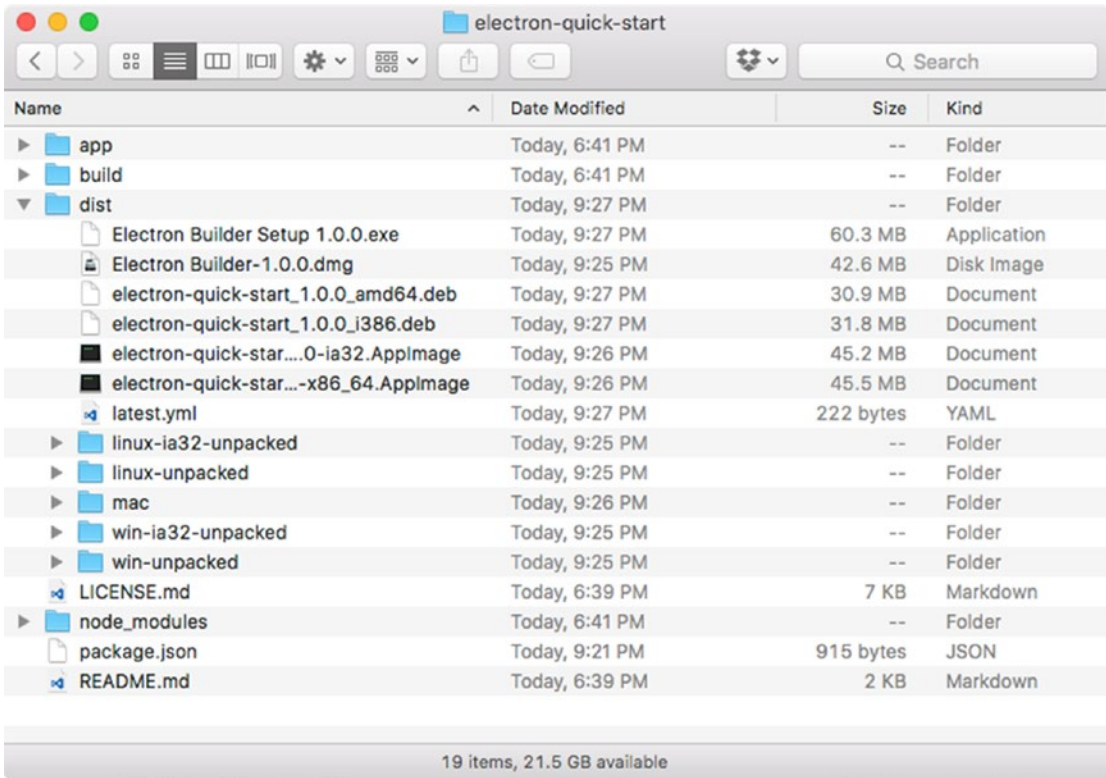 electron-quick-start
Search
Name Date Modified Size Kind
app Today, 6:41 PM -- Folder
build Today, 6:41 PM -- Folder
dist Today, 9:27 PM -- Folder
Electron Builder Setup 1.0.0.exe Today, 9:27 PM 60.3 MB Application
Electron Builder-1.0.0.dmg Today, 9:25 PM 42.6 MB Disk Image
electron-quick-start_1.0.0_amd64.deb Today, 9:27 PM 30.9 MB Document
electron-quick-start_1.0.0_i386.deb Today, 9:27 PM 31.8 MB Document
electron-quick-star....0-ia32.AppImage Today, 9:26 PM 45.2 MB Document
electron-quick-star...-x86_64.AppImage Today, 9:26 PM 45.5 MB Document
latest.yml Today, 9:27 PM 222 bytes YAML
linux-ia32-unpacked Today, 9:25 PM -- Folder
linux-unpacked Today, 9:25 PM -- Folder
mac Today, 9:26 PM -- Folder
win-ia32-unpacked Today, 9:25 PM -- Folder
win-unpacked Today, 9:25 PM -- Folder
LICENSE.md Today, 6:39 PM 7 KB Markdown
node_modules Today, 6:41 PM -- Folder
package.json Today, 9:21 PM 915 bytes JSON
README.md Today, 6:39 PM 2 KB Markdown
19 items, 21.5 GB available